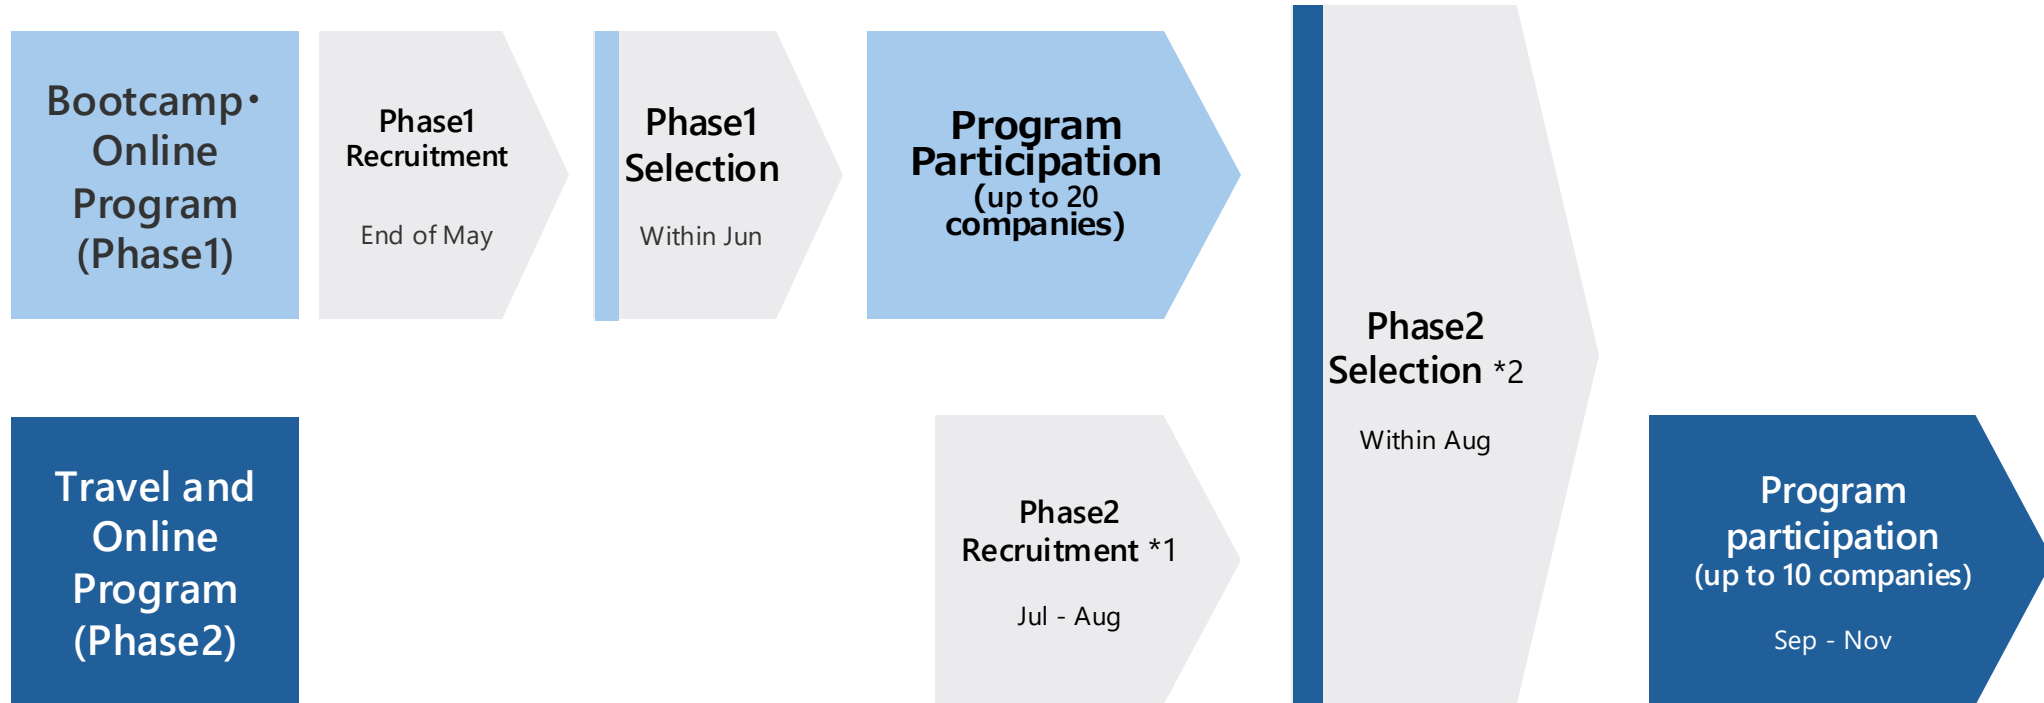 Bootcamp・
Online
Program
(Phase1)
Phase1
Recruitment
End of May
Phase1
Selection
Within Jun
Program
Participation
(up to 20
companies)
Phase2
Selection *2
Within Aug
Travel and
Online
Program
(Phase2)
Phase2
Recruitment *1
Jul - Aug
Program
participation
(up to 10 companies)
Sep - Nov